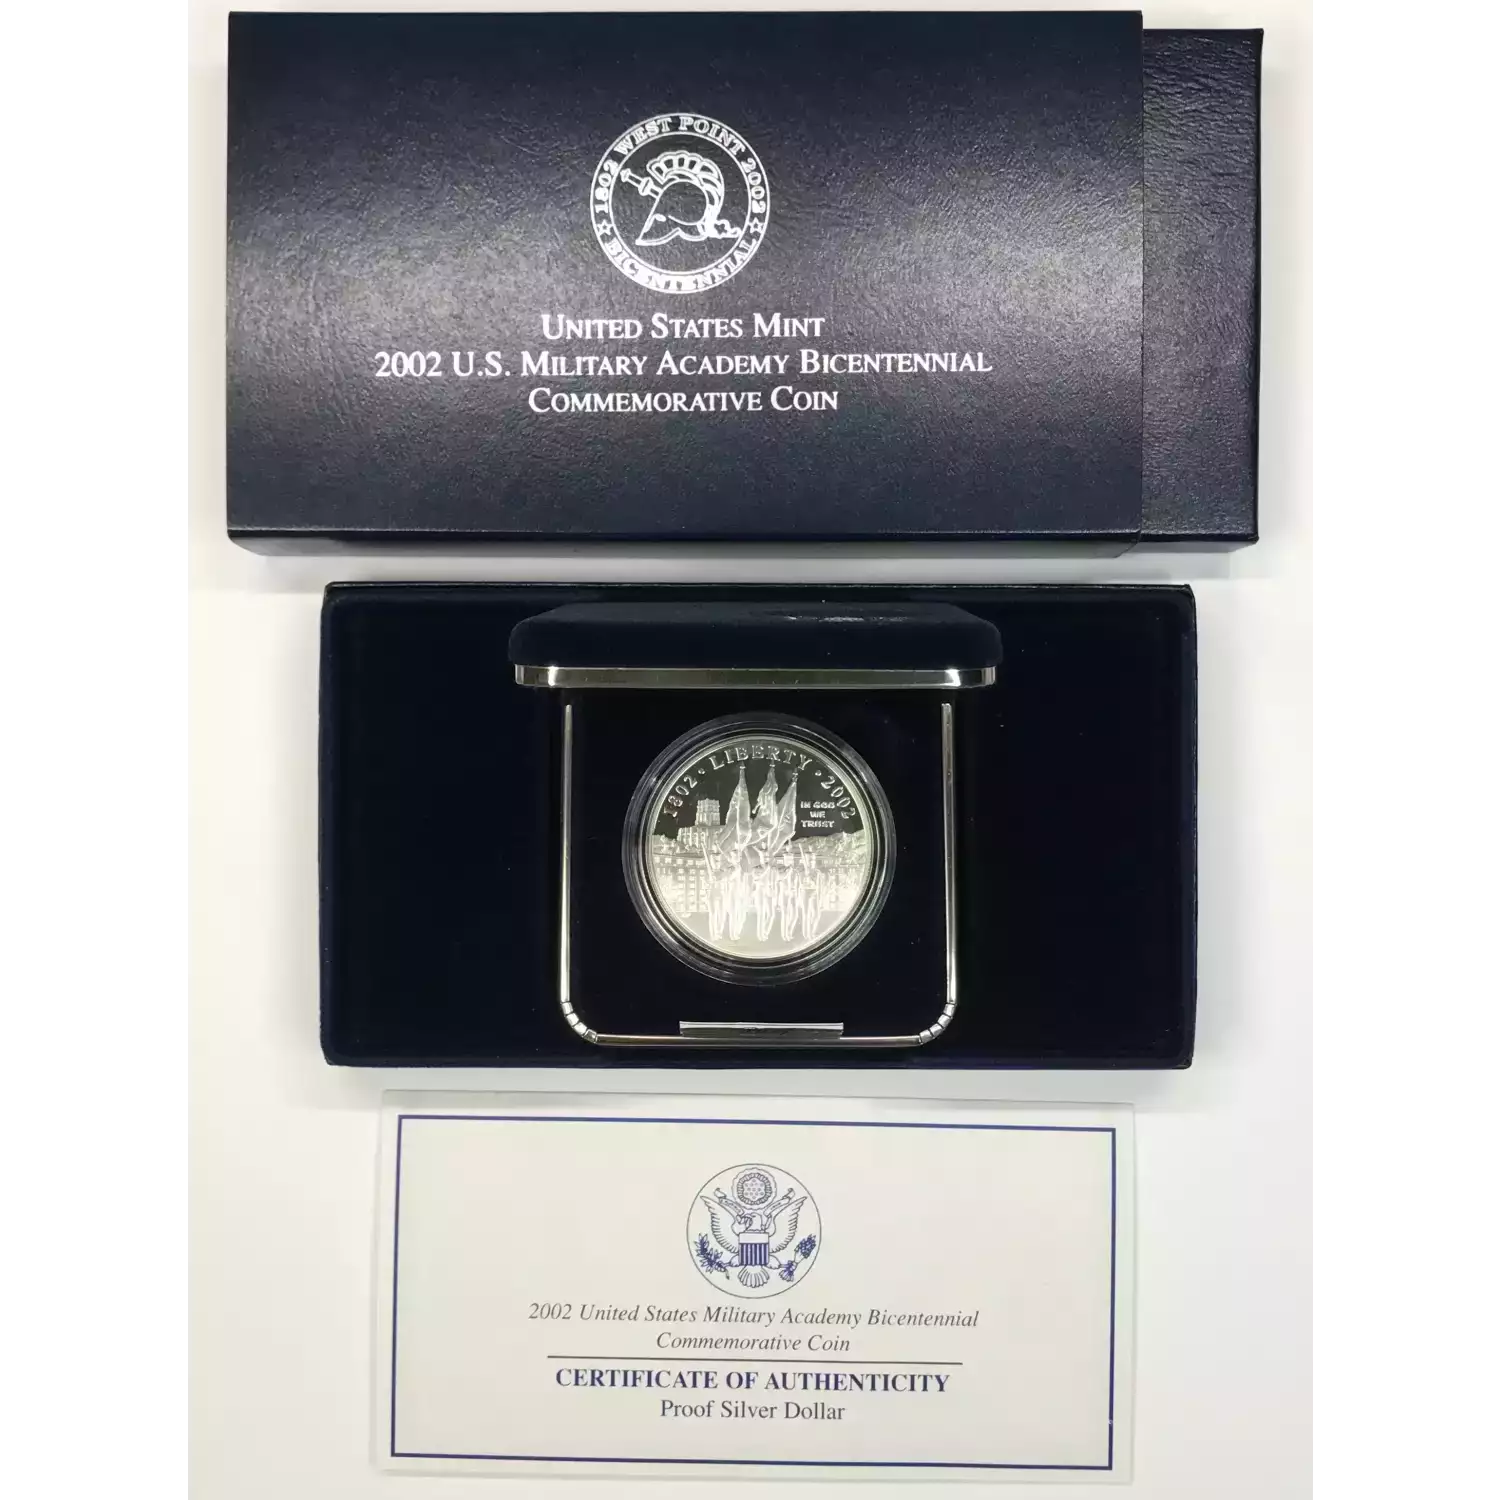 1802 WEST POINT 2002
BICENTENNIAL
UNITED STATES MINT
2002 U.S. MILITARY ACADEMY BICENTENNIAL
COMMEMORATIVE COIN
1802 • LIBERTY • 2002
IN GOD
WE
TRUST
2002 United States Military Academy Bicentennial
Commemorative Coin
CERTIFICATE OF AUTHENTICITY
Proof Silver Dollar